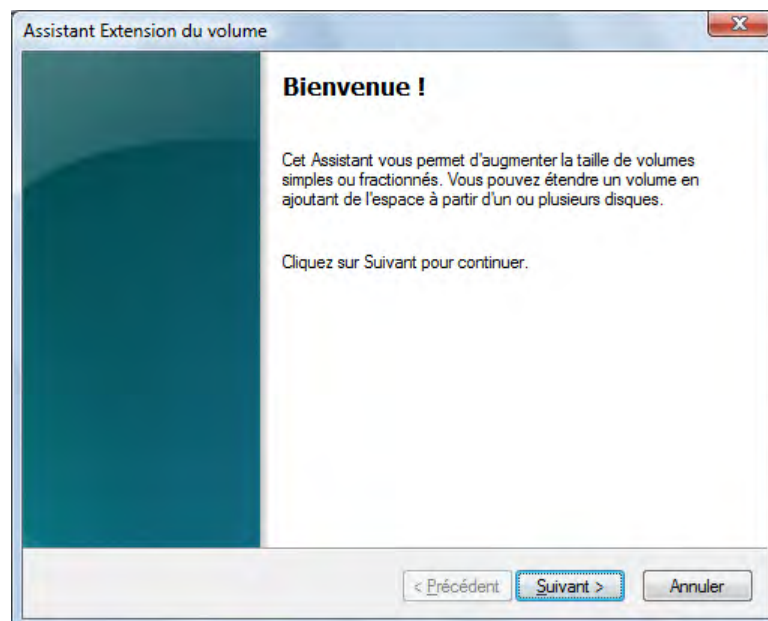 Assistant Extension du volume
Bienvenue !
Cet Assistant vous permet d'augmenter la taille de volumes
simples ou fractionnés. Vous pouvez étendre un volume en
ajoutant de l'espace à partir d'un ou plusieurs disques.
Cliquez sur Suivant pour continuer.
< Précédent Suivant > Annuler